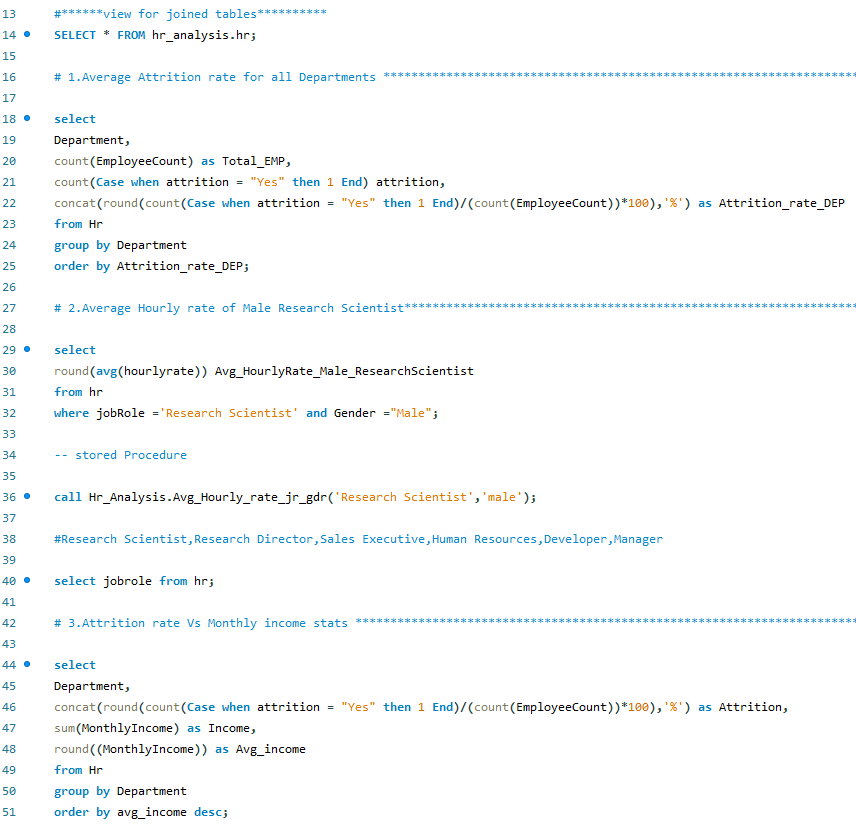 13 #******view for joined tables**********
14 SELECT * FROM hr_analysis.hr;
15
16 # 1.Average Attrition rate for all Departments ********************************************************************
17
18 select
19 Department,
20 count(EmployeeCount) as Total_EMP,
21 count(Case when attrition = "Yes" then 1 End) attrition,
22 concat(round(count(Case when attrition = "Yes" then 1 End)/(count(EmployeeCount))*100),'%') as Attrition_rate_DEP
23 from Hr
24 group by Department
25 order by Attrition_rate_DEP;
26
27 # 2.Average Hourly rate of Male Research Scientist*****************************************************************
28
29 select
30 round(avg(hourlyrate)) Avg_HourlyRate_Male_ResearchScientist
31 from hr
32 where jobRole ='Research Scientist' and Gender ="Male";
33
34 -- stored Procedure
35
36 call Hr_Analysis.Avg_Hourly_rate_jr_gdr('Research Scientist','male');
37
38 #Research Scientist,Research Director,Sales Executive,Human Resources,Developer,Manager
39
40 select jobrole from hr;
41
42 # 3.Attrition rate Vs Monthly income stats ************************************************************************
43
44 select
45 Department,
46 concat(round(count(Case when attrition = "Yes" then 1 End)/(count(EmployeeCount))*100),'%') as Attrition,
47 sum(MonthlyIncome) as Income,
48 round((MonthlyIncome)) as Avg_income
49 from Hr
50 group by Department
51 order by avg_income desc;